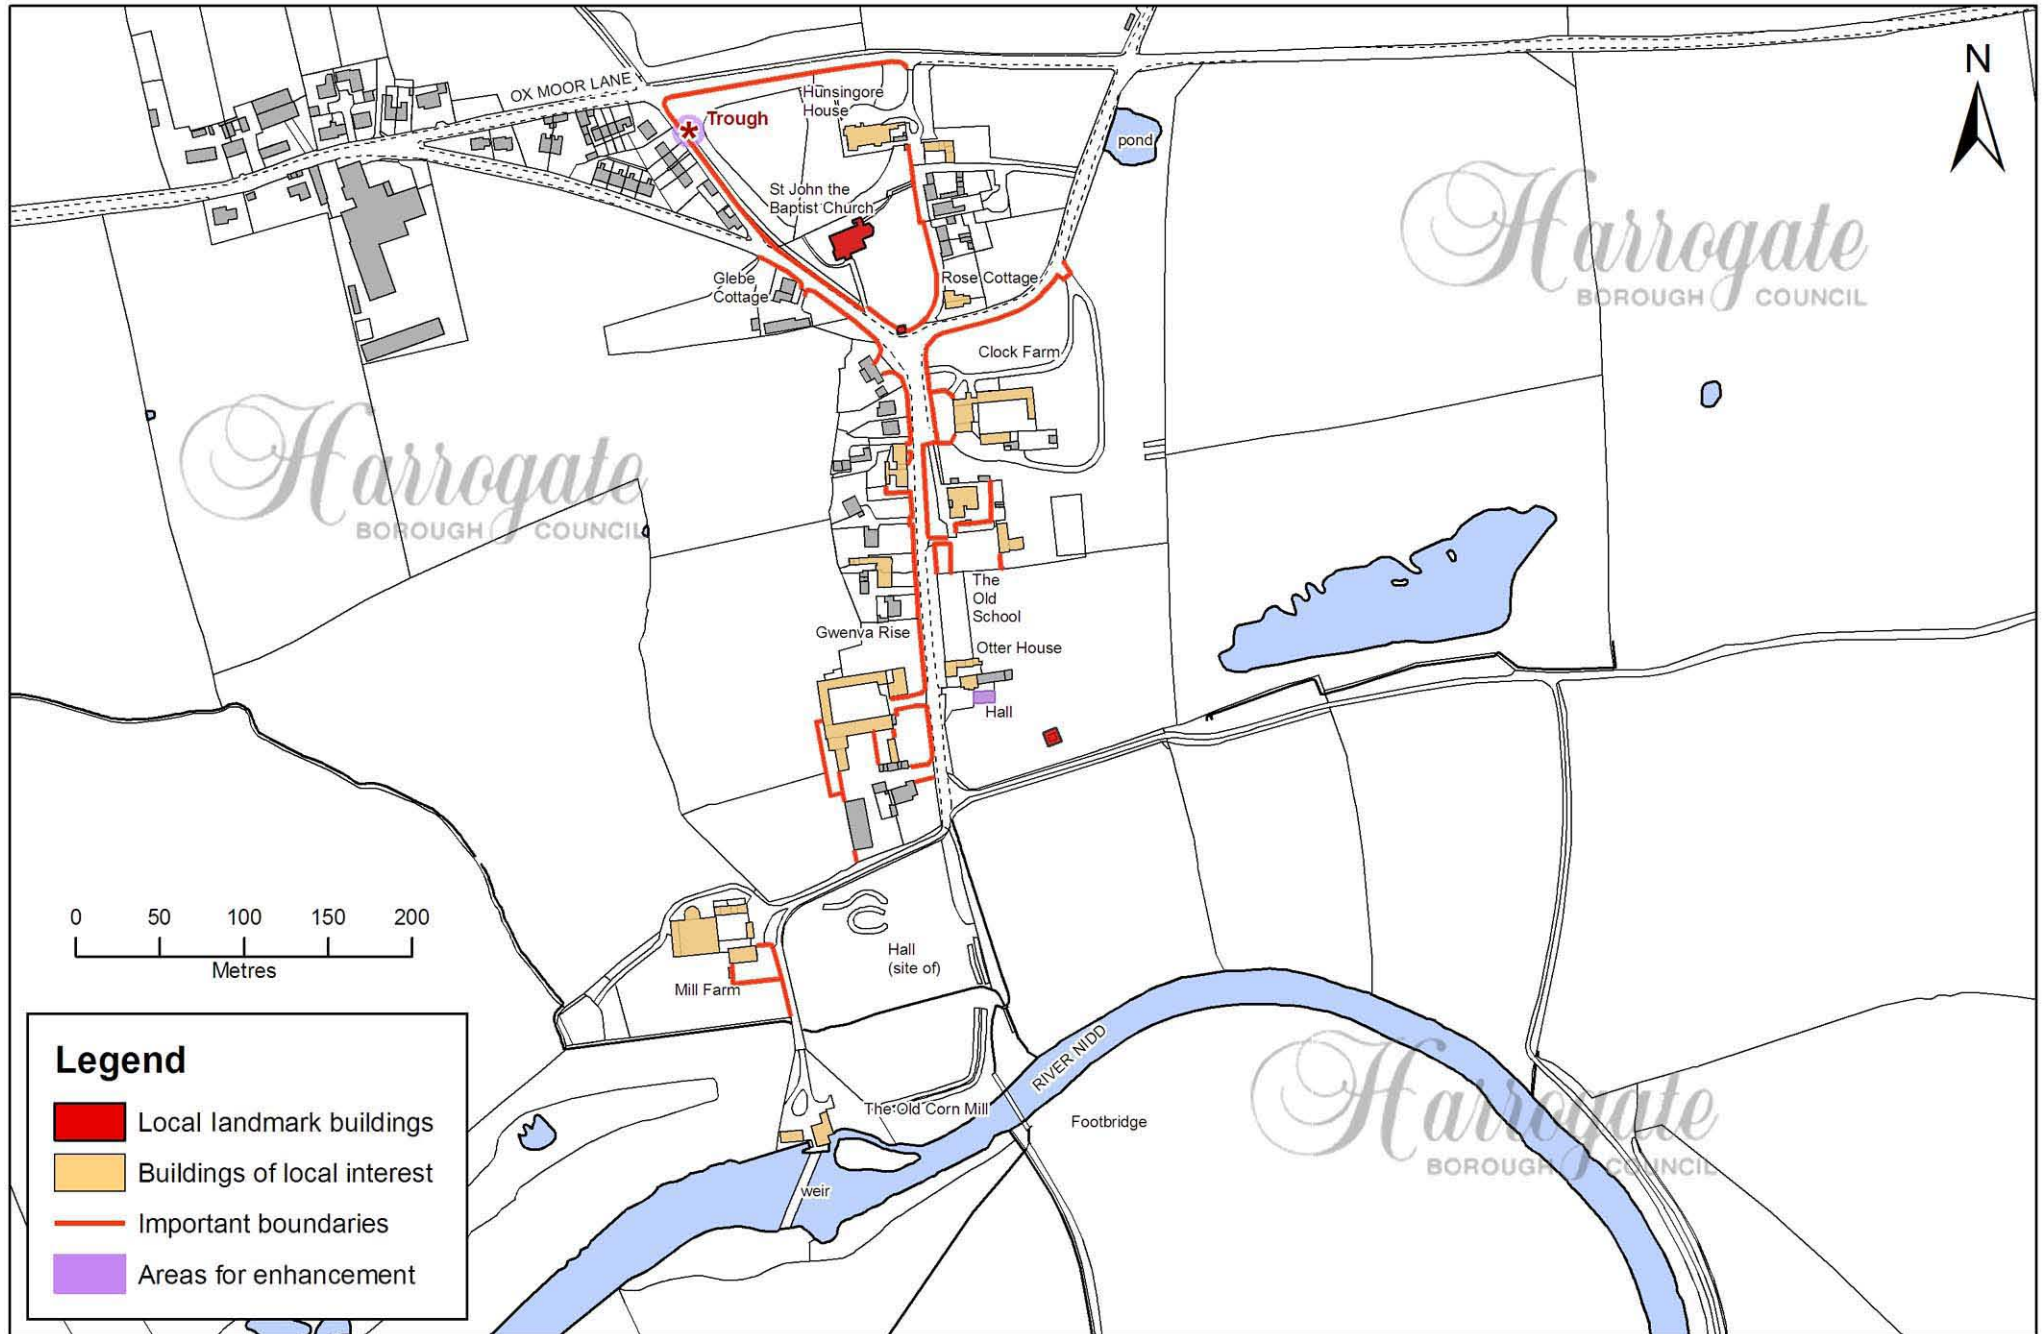 OX MOOR LANE
N
Hunsingore
House
Trough
pond
St John the
Baptist Church
Harrogate
BOROUGH COUNCIL
Glebe
Cottage
Rose Cottage
Clock Farm
Harrogate
BOROUGH COUNCIL
The
Old
School
Gwenva Rise
Otter House
Hall
0 50 100 150 200
Metres
Hall
(site of)
Mill Farm
RIVER NIDD
Harrogate
BOROUGH COUNCIL
The Old Corn Mill
Footbridge
weir
Legend
Local landmark buildings
Buildings of local interest
Important boundaries
Areas for enhancement